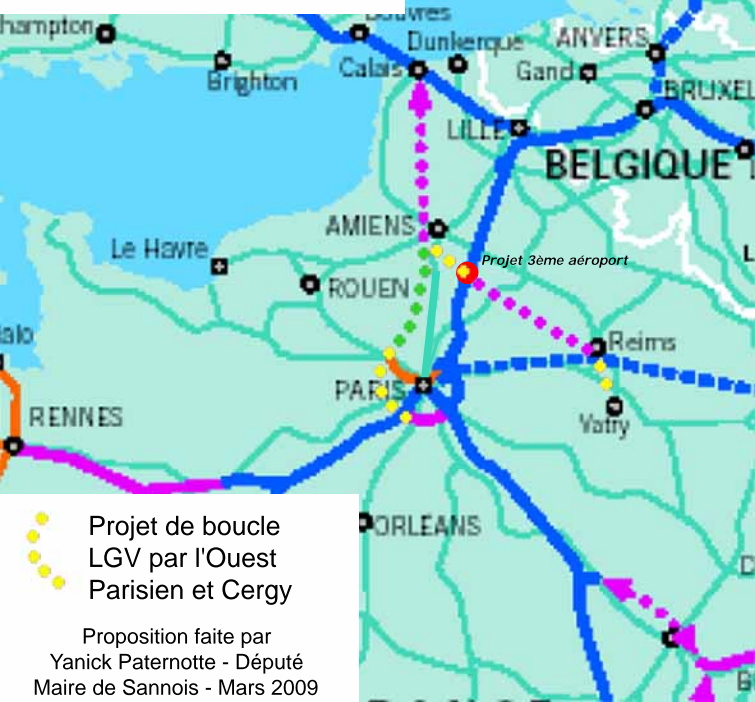 hampton
Douvres
Dunkerque
ANVERS
Calais
Gand
Brighton
BRUXEL
LILLE
BELGIQUE
AMIENS
Le Havre
Projet 3ème aéroport
ROUEN
alo
Reims
PARIS
RENNES
Vatry
ORLEANS
Projet de boucle
LGV par l'Ouest
Parisien et Cergy
Proposition faite par
Yanick Paternotte - Député
Maire de Sannois - Mars 2009